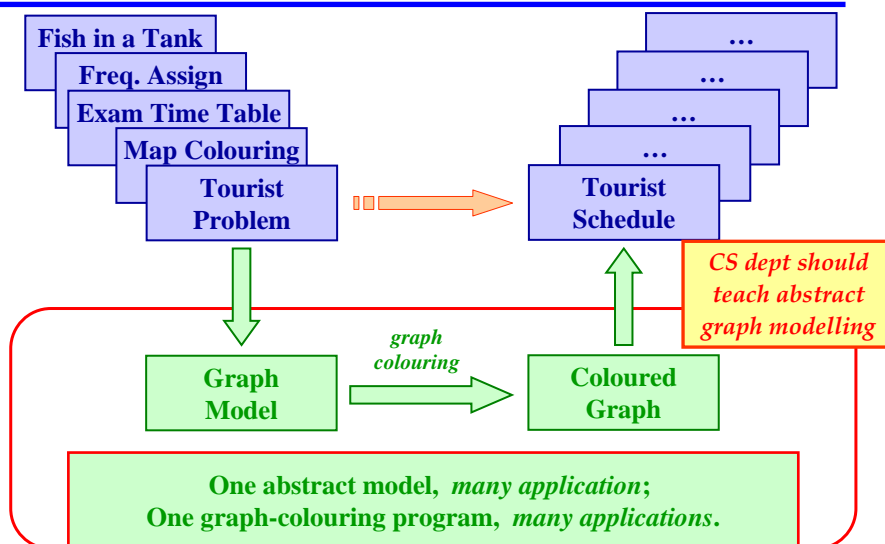 Fish in a Tank
Freq. Assign
Exam Time Table
Map Colouring
Tourist
Problem
…
…
…
…
Tourist
Schedule
CS dept should
teach abstract
graph modelling
graph
colouring
Graph
Model
Coloured
Graph
One abstract model, many application;
One graph-colouring program, many applications.